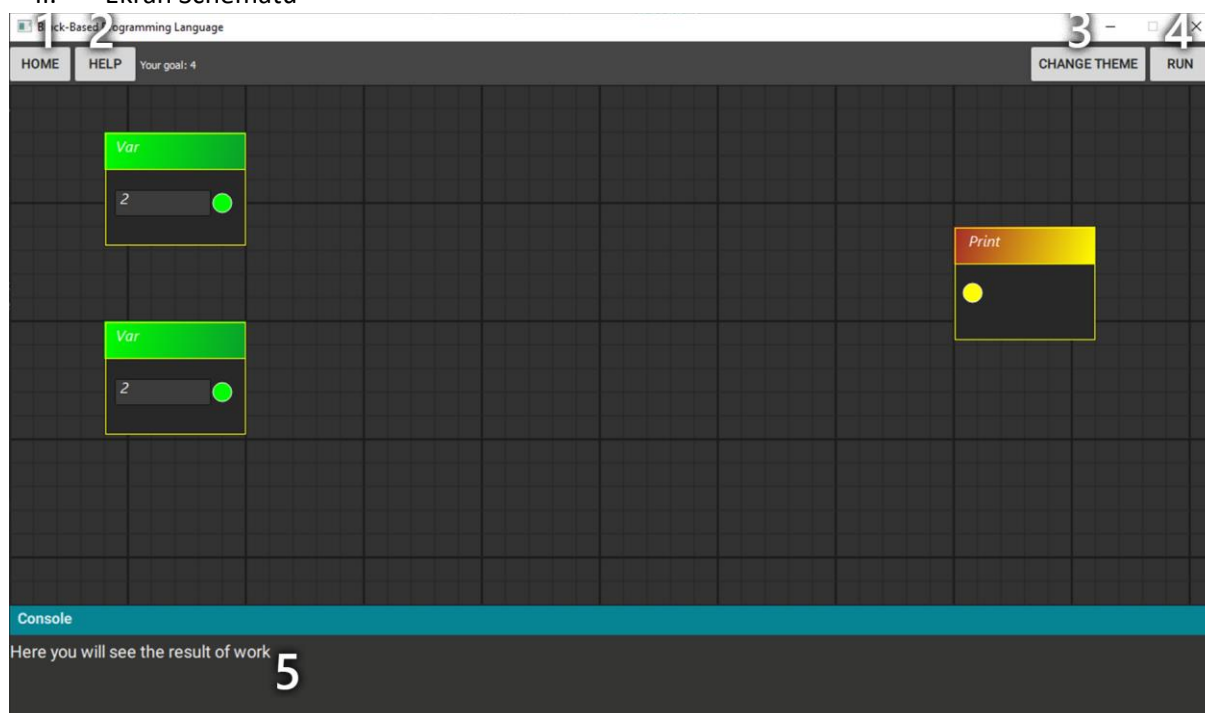 Ekran Schematu
1 2 3 4
Brick-Based Programming Language
HOME HELP Your goal: 4 CHANGE THEME RUN
Var
2
Print
Var
2
Console
Here you will see the result of work
5